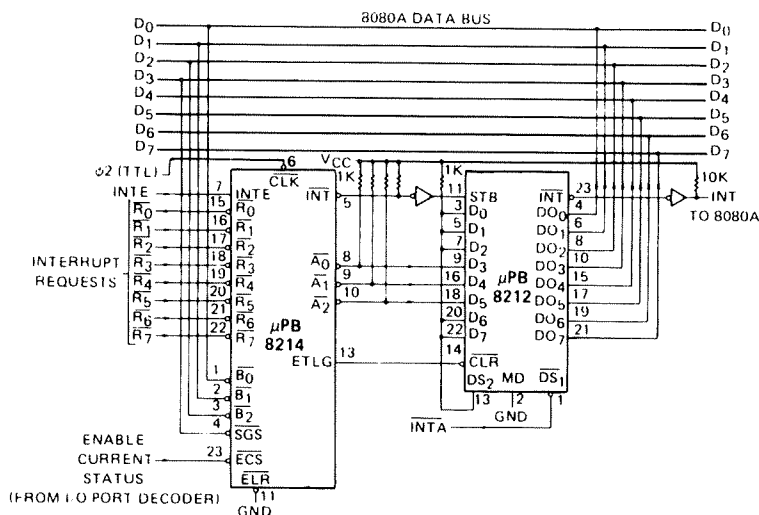 8080A DATA BUS
D0 D0
D1 D1
D2 D2
D3 D3
D4 D4
D5 D5
D6 D6
D7 D7
φ2 (TTL)
6
CLK
VCC
1K
1K
10K
INTE
7
INTE
INT
5
11
STB
INT
23
INT
TO 8080A
R0 15 R0
R1 16 R1
R2 17 R2
R3 18 R3
R4 19 R4
R5 20 R5
R6 21 R6
R7 22 R7
INTERRUPT
REQUESTS
A0 8
A1 9
A2 10
3 D0
5 D1
7 D2
9 D3
16 D4
18 D5
20 D6
22 D7
DO0 4
DO1 6
DO2 8
DO3 10
DO4 15
DO5 17
DO6 19
DO7 21
µPB
8214
µPB
8212
ETLG 13
14 CLR
DS2 MD DS1
13 2 1
GND
INTA
1 B0
2 B1
3 B2
4 SGS
23 ECS
ELR
11
GND
ENABLE
CURRENT
STATUS
(FROM I/O PORT DECODER)